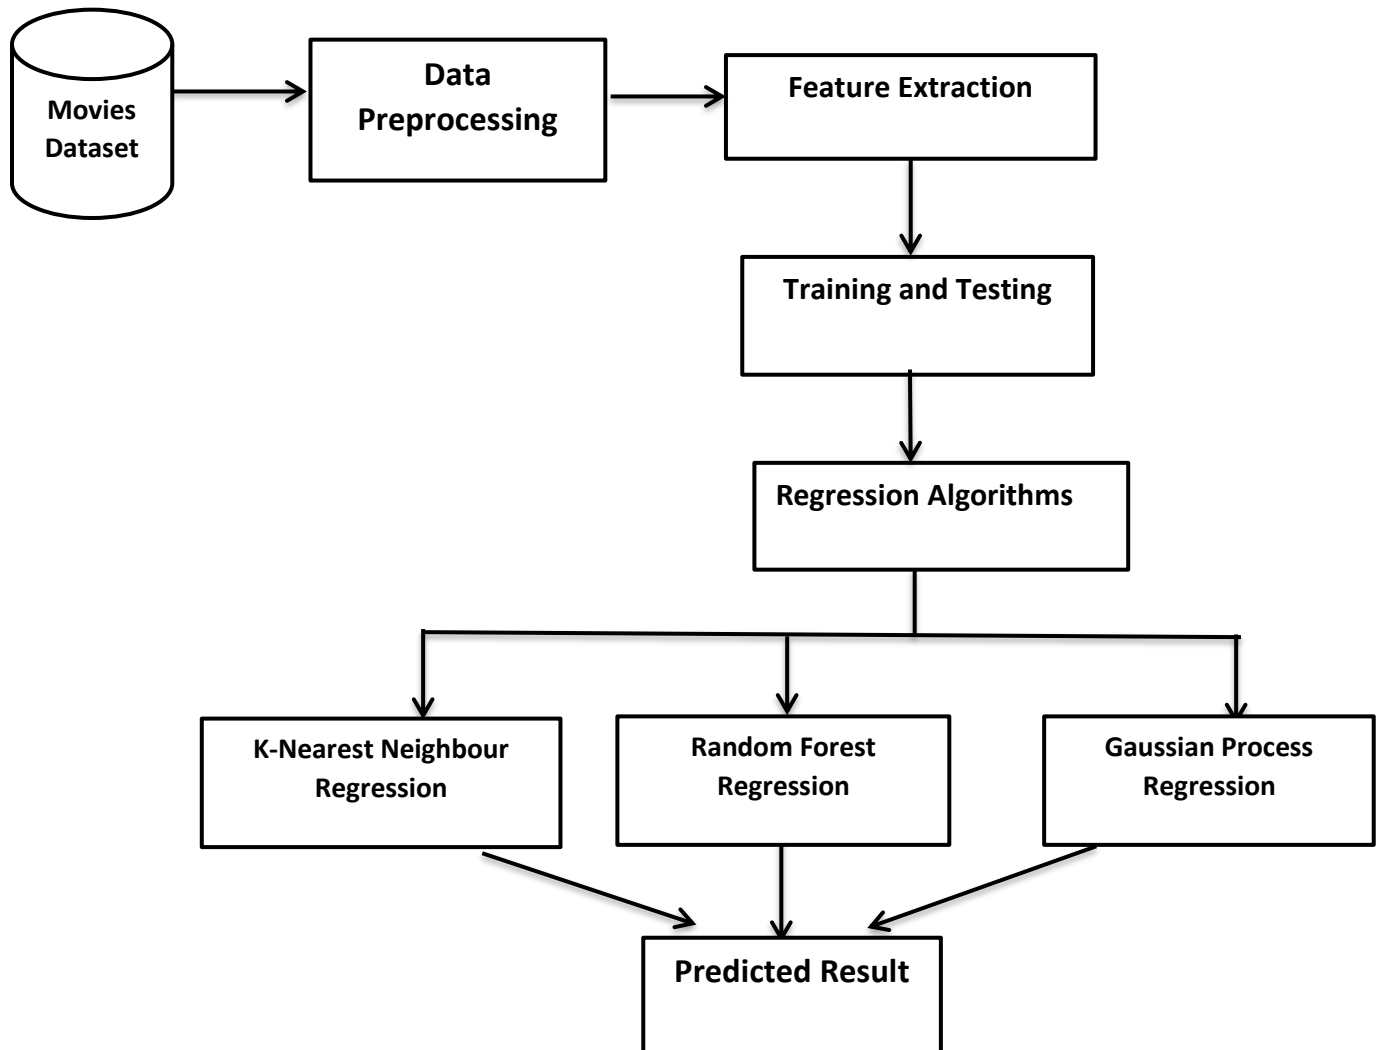 Movies
Dataset
Data
Preprocessing
Feature Extraction
Training and Testing
Regression Algorithms
K-Nearest Neighbour
Regression
Random Forest
Regression
Gaussian Process
Regression
Predicted Result